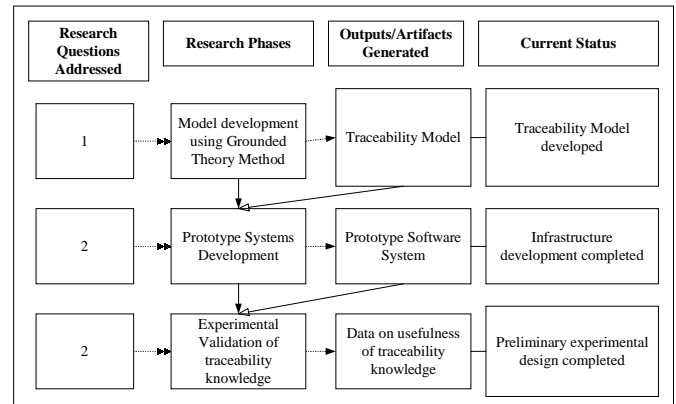 Research
Questions
Addressed
Research Phases
Outputs/Artifacts
Generated
Current Status
1
Model development
using Grounded
Theory Method
Traceability Model
Traceability Model
developed
2
Prototype Systems
Development
Prototype Software
System
Infrastructure
development completed
2
Experimental
Validation of
traceability
knowledge
Data on usefulness
of traceability
knowledge
Preliminary experimental
design completed